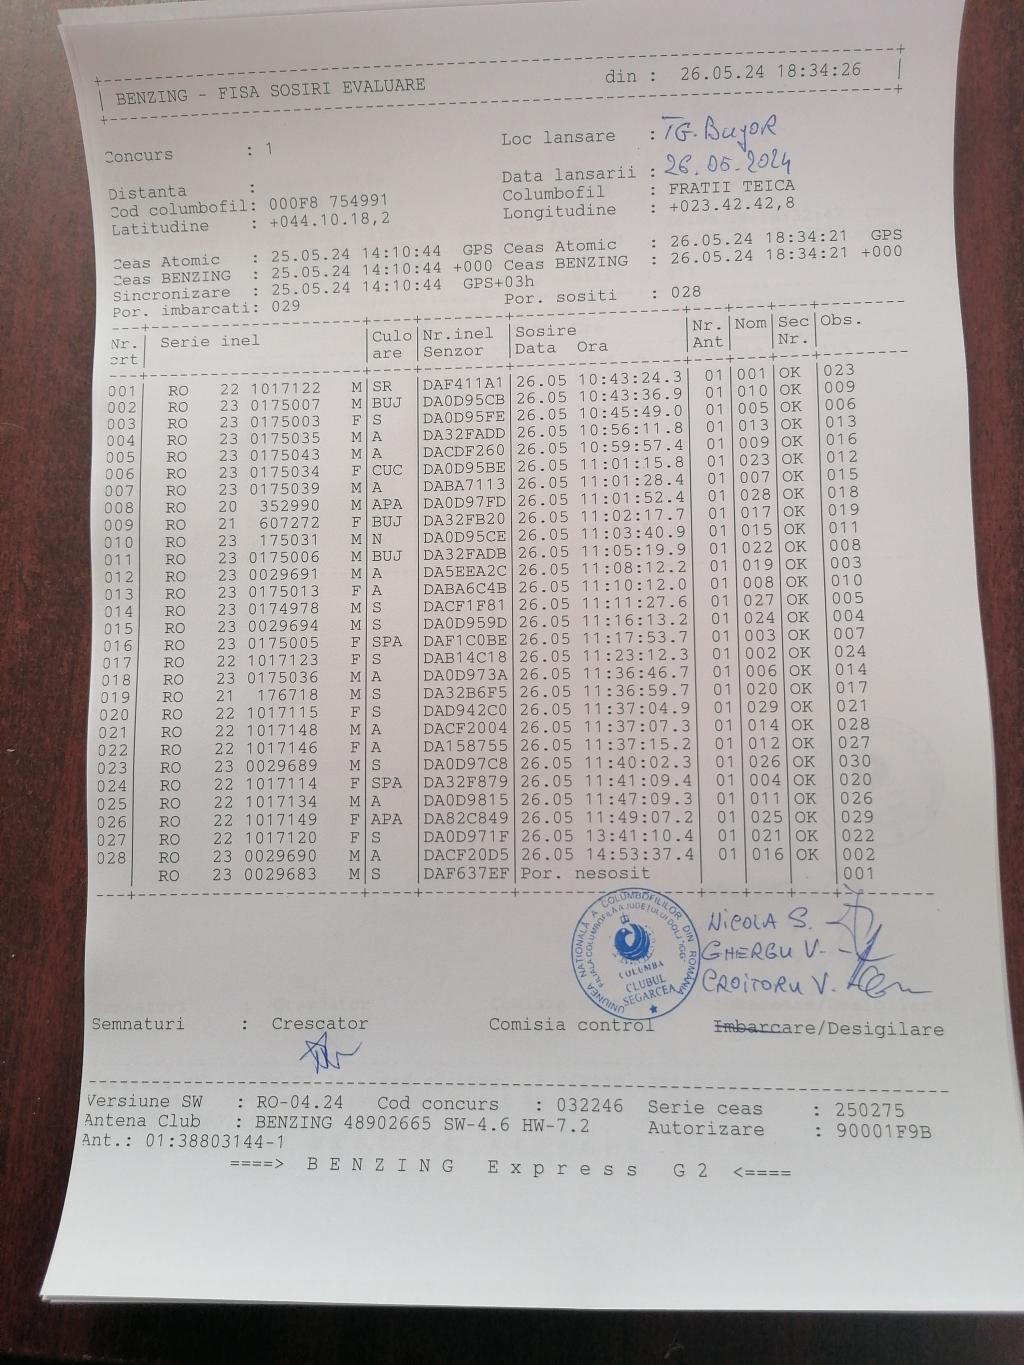 BENZING - FISA SOSIRI EVALUARE din : 26.05.24 18:34:26
Concurs : 1 Loc lansare : TG. BUJOR
Data lansarii : 26.05.2024
Distanta : Columbofil : FRATII TEICA
Cod columbofil: 000F8 754991 Longitudine : +023.42.42,8
Latitudine : +044.10.18,2
Ceas Atomic : 25.05.24 14:10:44 GPS Ceas Atomic : 26.05.24 18:34:21 GPS
Ceas BENZING : 25.05.24 14:10:44 +000 Ceas BENZING : 26.05.24 18:34:21 +000
Sincronizare : 25.05.24 14:10:44 GPS+03h
Por. imbarcati: 029 Por. sositi : 028
Nr. Serie inel Culo Nr.inel Sosire Nr. Nom Sec Obs.
crt are Senzor Data Ora Ant Nr.
001 RO 22 1017122 M SR DAF411A1 26.05 10:43:24.3 01 001 OK 023
002 RO 23 0175007 M BUJ DA0D95CB 26.05 10:43:36.9 01 010 OK 009
003 RO 23 0175003 F S DA0D95FE 26.05 10:45:49.0 01 005 OK 006
004 RO 23 0175035 M A DA32FADD 26.05 10:56:11.8 01 013 OK 013
005 RO 23 0175043 M A DACDF260 26.05 10:59:57.4 01 009 OK 016
006 RO 23 0175034 F CUC DA0D95BE 26.05 11:01:15.8 01 023 OK 012
007 RO 23 0175039 M A DABA7113 26.05 11:01:28.4 01 007 OK 015
008 RO 20 352990 M APA DA0D97FD 26.05 11:01:52.4 01 028 OK 018
009 RO 21 607272 F BUJ DA32FB20 26.05 11:02:17.7 01 017 OK 019
010 RO 23 175031 M N DA0D95CE 26.05 11:03:40.9 01 015 OK 011
011 RO 23 0175006 M BUJ DA32FADB 26.05 11:05:19.9 01 022 OK 008
012 RO 23 0029691 M A DA5EEA2C 26.05 11:08:12.2 01 019 OK 003
013 RO 23 0175013 F A DABA6C4B 26.05 11:10:12.0 01 008 OK 010
014 RO 23 0174978 M S DACF1F81 26.05 11:11:27.6 01 027 OK 005
015 RO 23 0029694 M S DA0D959D 26.05 11:16:13.2 01 024 OK 004
016 RO 23 0175005 F SPA DAF1C0BE 26.05 11:17:53.7 01 003 OK 007
017 RO 22 1017123 F S DAB14C18 26.05 11:23:12.3 01 002 OK 024
018 RO 23 0175036 M A DA0D973A 26.05 11:36:46.7 01 006 OK 014
019 RO 21 176718 M S DA32B6F5 26.05 11:36:59.7 01 020 OK 017
020 RO 22 1017115 F S DAD942C0 26.05 11:37:04.9 01 029 OK 021
021 RO 22 1017148 M A DACF2004 26.05 11:37:07.3 01 014 OK 028
022 RO 22 1017146 F A DA158755 26.05 11:37:15.2 01 012 OK 027
023 RO 23 0029689 M S DA0D97C8 26.05 11:40:02.3 01 026 OK 030
024 RO 22 1017114 F SPA DA32F879 26.05 11:41:09.4 01 004 OK 020
025 RO 22 1017134 M A DA0D9815 26.05 11:47:09.3 01 011 OK 026
026 RO 22 1017149 F APA DA82C849 26.05 11:49:07.2 01 025 OK 029
027 RO 22 1017120 F S DA0D971F 26.05 13:41:10.4 01 021 OK 022
028 RO 23 0029690 M A DACF20D5 26.05 14:53:37.4 01 016 OK 002
RO 23 0029683 M S DAF637EF Por. nesosit 001
UNIUNEA NATIONALĂ A COLUMBOFILILOR DIN ROMANIA
FILIALA COLUMBOFILA A JUDETULUI DOLJ
COLUMBA
CLUBUL
SEGARCEA
NICOLA S.
GHERGU V.
CROITORU V.
Semnaturi : Crescator Comisia control Imbarcare/Desigilare
Versiune SW : RO-04.24 Cod concurs : 032246 Serie ceas : 250275
Antena Club : BENZING 48902665 SW-4.6 HW-7.2 Autorizare : 90001F9B
Ant.: 01:38803144-1
====> B E N Z I N G E x p r e s s G 2 <====